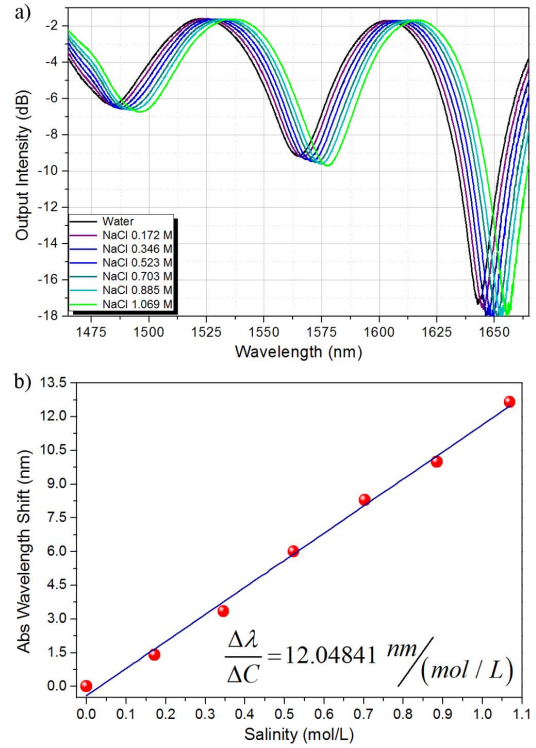 a)
-2
-4
-6
-8
-10
-12
-14
-16
-18
Output Intensity (dB)
Water
NaCl 0.172 M
NaCl 0.346 M
NaCl 0.523 M
NaCl 0.703 M
NaCl 0.885 M
NaCl 1.069 M
1475 1500 1525 1550 1575 1600 1625 1650
Wavelength (nm)
b)
13.5
12.0
10.5
9.0
7.5
6.0
4.5
3.0
1.5
0.0
Abs Wavelength Shift (nm)
Δλ/ΔC = 12.04841 nm/(mol / L)
0.0 0.1 0.2 0.3 0.4 0.5 0.6 0.7 0.8 0.9 1.0 1.1
Salinity (mol/L)